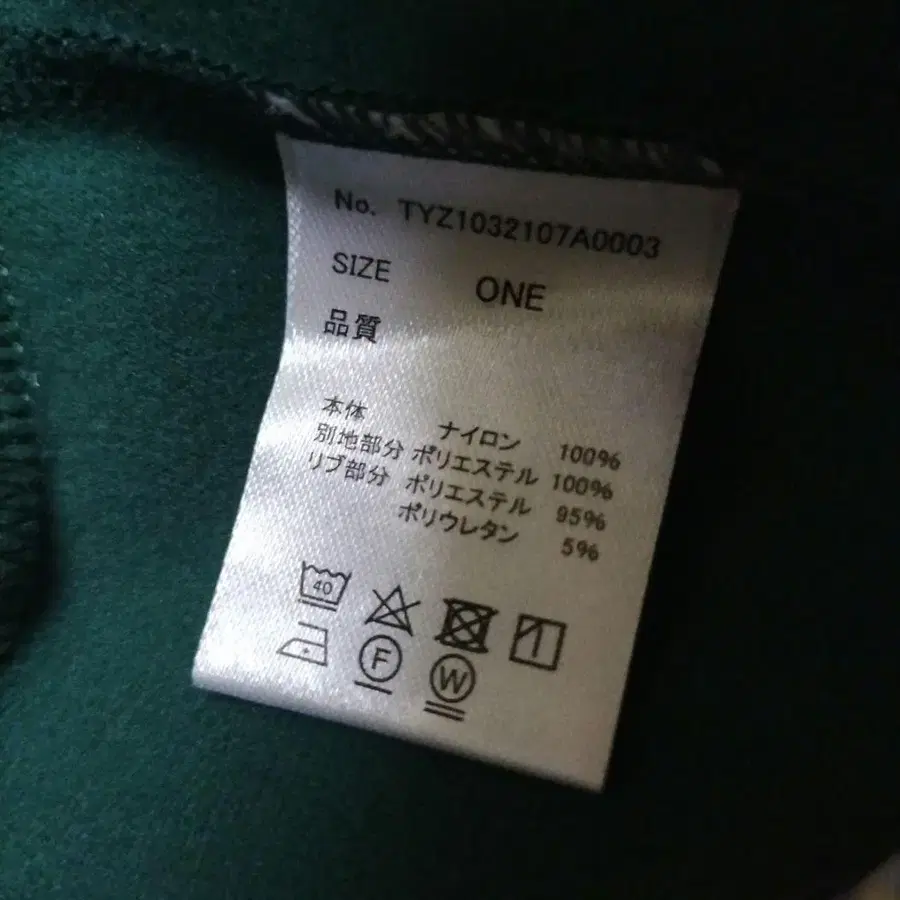 No. TYZ1032107A0003
SIZE ONE
品質
本体 ナイロン 100%
別地部分 ポリエステル 100%
リブ部分 ポリエステル 95%
ポリウレタン 5%
40
F
W